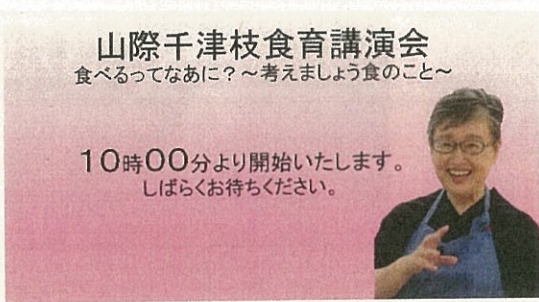 山際千津枝食育講演会
食べるってなあに？～考えましょう食のこと～
10時00分より開始いたします。
しばらくお待ちください。